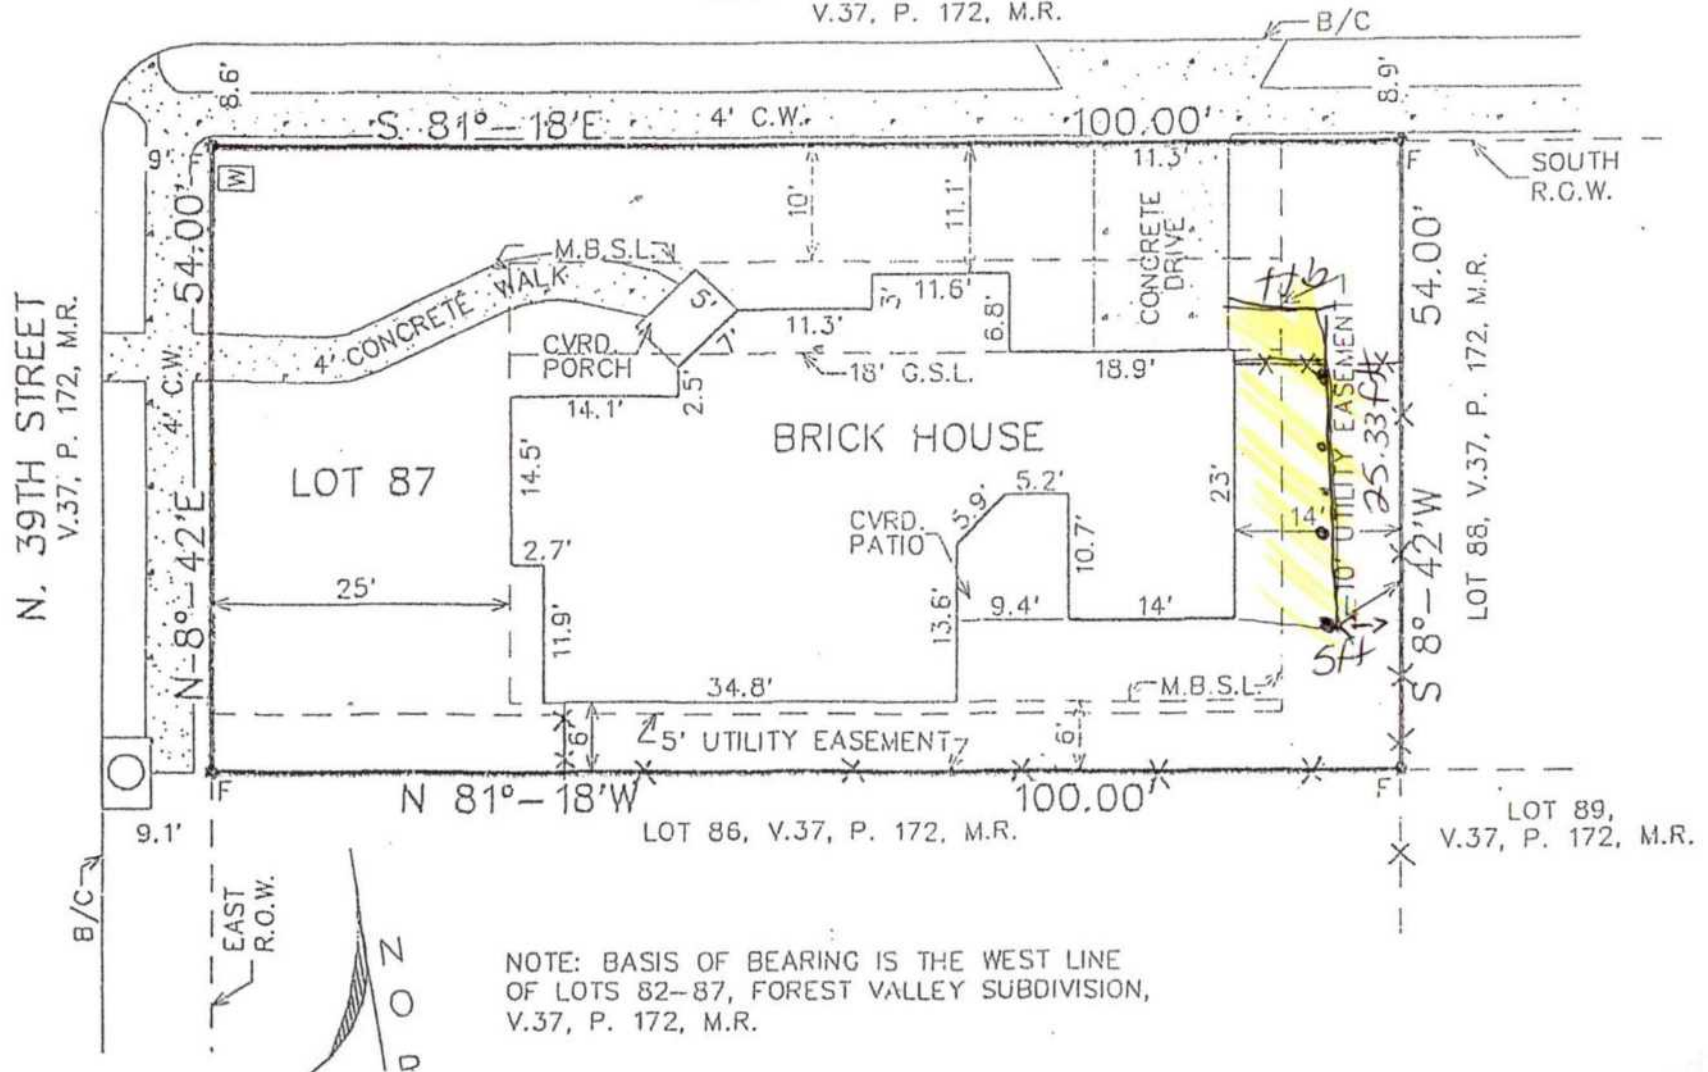 V.37, P. 172, M.R.
B/C
8.6'
8.9'
S 81°-18'E
4' C.W.
100.00'
9'
W
F
SOUTH
R.O.W.
11.3'
10'
11.1'
CONCRETE
DRIVE
N. 39TH STREET
V.37, P. 172, M.R.
4' C.W.
N 8°-42'E
54.00'
M.B.S.L.
4' CONCRETE WALK
5'
7'
CVRD.
PORCH
11.3'
3'
11.6'
6.8'
18' G.S.L.
18.9'
14.1'
2.5'
BRICK HOUSE
LOT 87
14.5'
2.7'
25'
11.9'
CVRD.
PATIO
5.9'
5.2'
10.7'
13.6'
9.4'
14'
23'
14'
10' UTILITY EASEMENT
25.33ft
54.00'
S 8°-42'W
LOT 88, V.37, P. 172, M.R.
34.8'
M.B.S.L.
6'
5' UTILITY EASEMENT
6'
F
N 81°-18'W
100.00'
F
9.1'
LOT 86, V.37, P. 172, M.R.
LOT 89,
V.37, P. 172, M.R.
B/C
EAST
R.O.W.
N
O
R
NOTE: BASIS OF BEARING IS THE WEST LINE
OF LOTS 82-87, FOREST VALLEY SUBDIVISION,
V.37, P. 172, M.R.